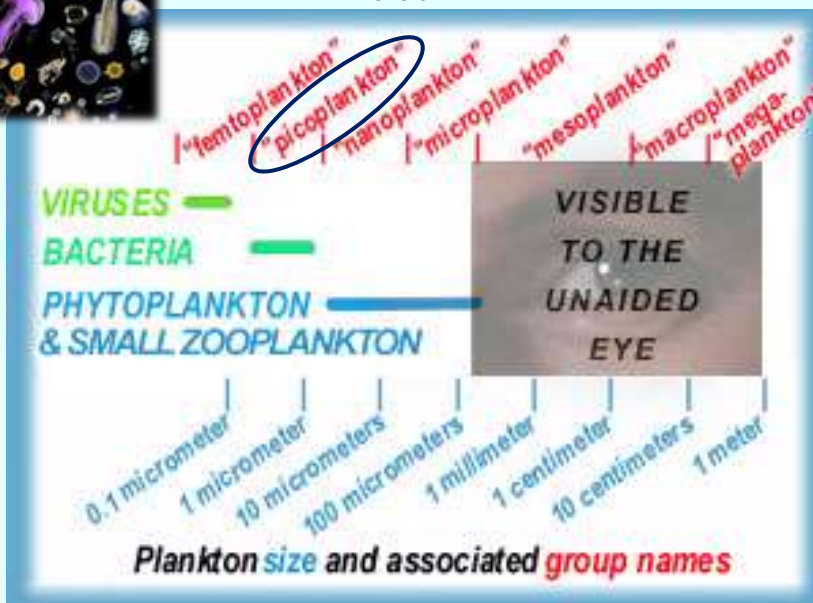 "femtoplankton"
"picoplankton"
"nanoplankton"
"microplankton"
"mesoplankton"
"macroplankton"
"mega-
plankton"
VIRUSES
BACTERIA
PHYTOPLANKTON
& SMALL ZOOPLANKTON
VISIBLE
TO THE
UNAIDED
EYE
0.1 micrometer
1 micrometer
10 micrometers
100 micrometers
1 millimeter
1 centimeter
10 centimeters
1 meter
Plankton size and associated group names